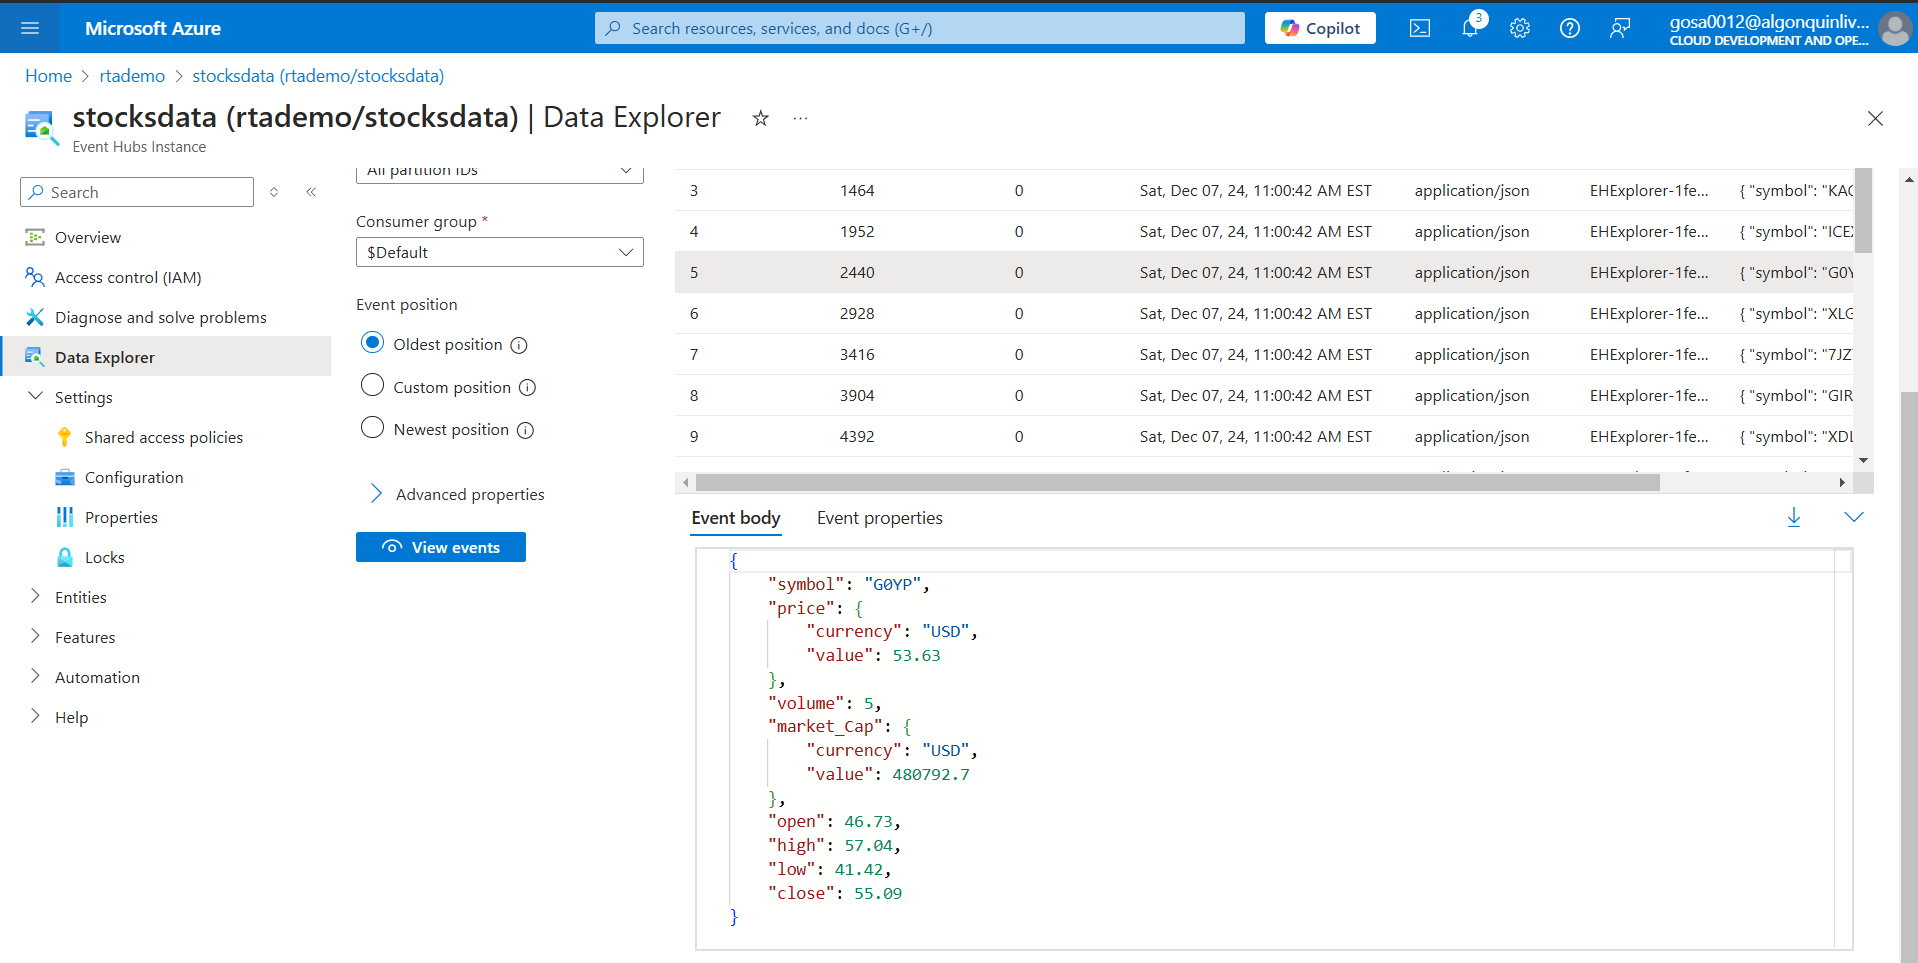 Microsoft Azure
Search resources, services, and docs (G+/)
Copilot
3
gosa0012@algonquinliv...
CLOUD DEVELOPMENT AND OPE...
Home > rtademo > stocksdata (rtademo/stocksdata)
stocksdata (rtademo/stocksdata) | Data Explorer
Event Hubs Instance
Search
Overview
Access control (IAM)
Diagnose and solve problems
Data Explorer
Settings
Shared access policies
Configuration
Properties
Locks
Entities
Features
Automation
Help
All partition IDs
Consumer group *
$Default
Event position
Oldest position
Custom position
Newest position
Advanced properties
View events
3 1464 0 Sat, Dec 07, 24, 11:00:42 AM EST application/json EHExplorer-1fe... { "symbol": "KAC
4 1952 0 Sat, Dec 07, 24, 11:00:42 AM EST application/json EHExplorer-1fe... { "symbol": "ICEX
5 2440 0 Sat, Dec 07, 24, 11:00:42 AM EST application/json EHExplorer-1fe... { "symbol": "G0Y
6 2928 0 Sat, Dec 07, 24, 11:00:42 AM EST application/json EHExplorer-1fe... { "symbol": "XLG
7 3416 0 Sat, Dec 07, 24, 11:00:42 AM EST application/json EHExplorer-1fe... { "symbol": "7JZ
8 3904 0 Sat, Dec 07, 24, 11:00:42 AM EST application/json EHExplorer-1fe... { "symbol": "GIR
9 4392 0 Sat, Dec 07, 24, 11:00:42 AM EST application/json EHExplorer-1fe... { "symbol": "XDL
Event body Event properties
{
"symbol": "G0YP",
"price": {
"currency": "USD",
"value": 53.63
},
"volume": 5,
"market_Cap": {
"currency": "USD",
"value": 480792.7
},
"open": 46.73,
"high": 57.04,
"low": 41.42,
"close": 55.09
}